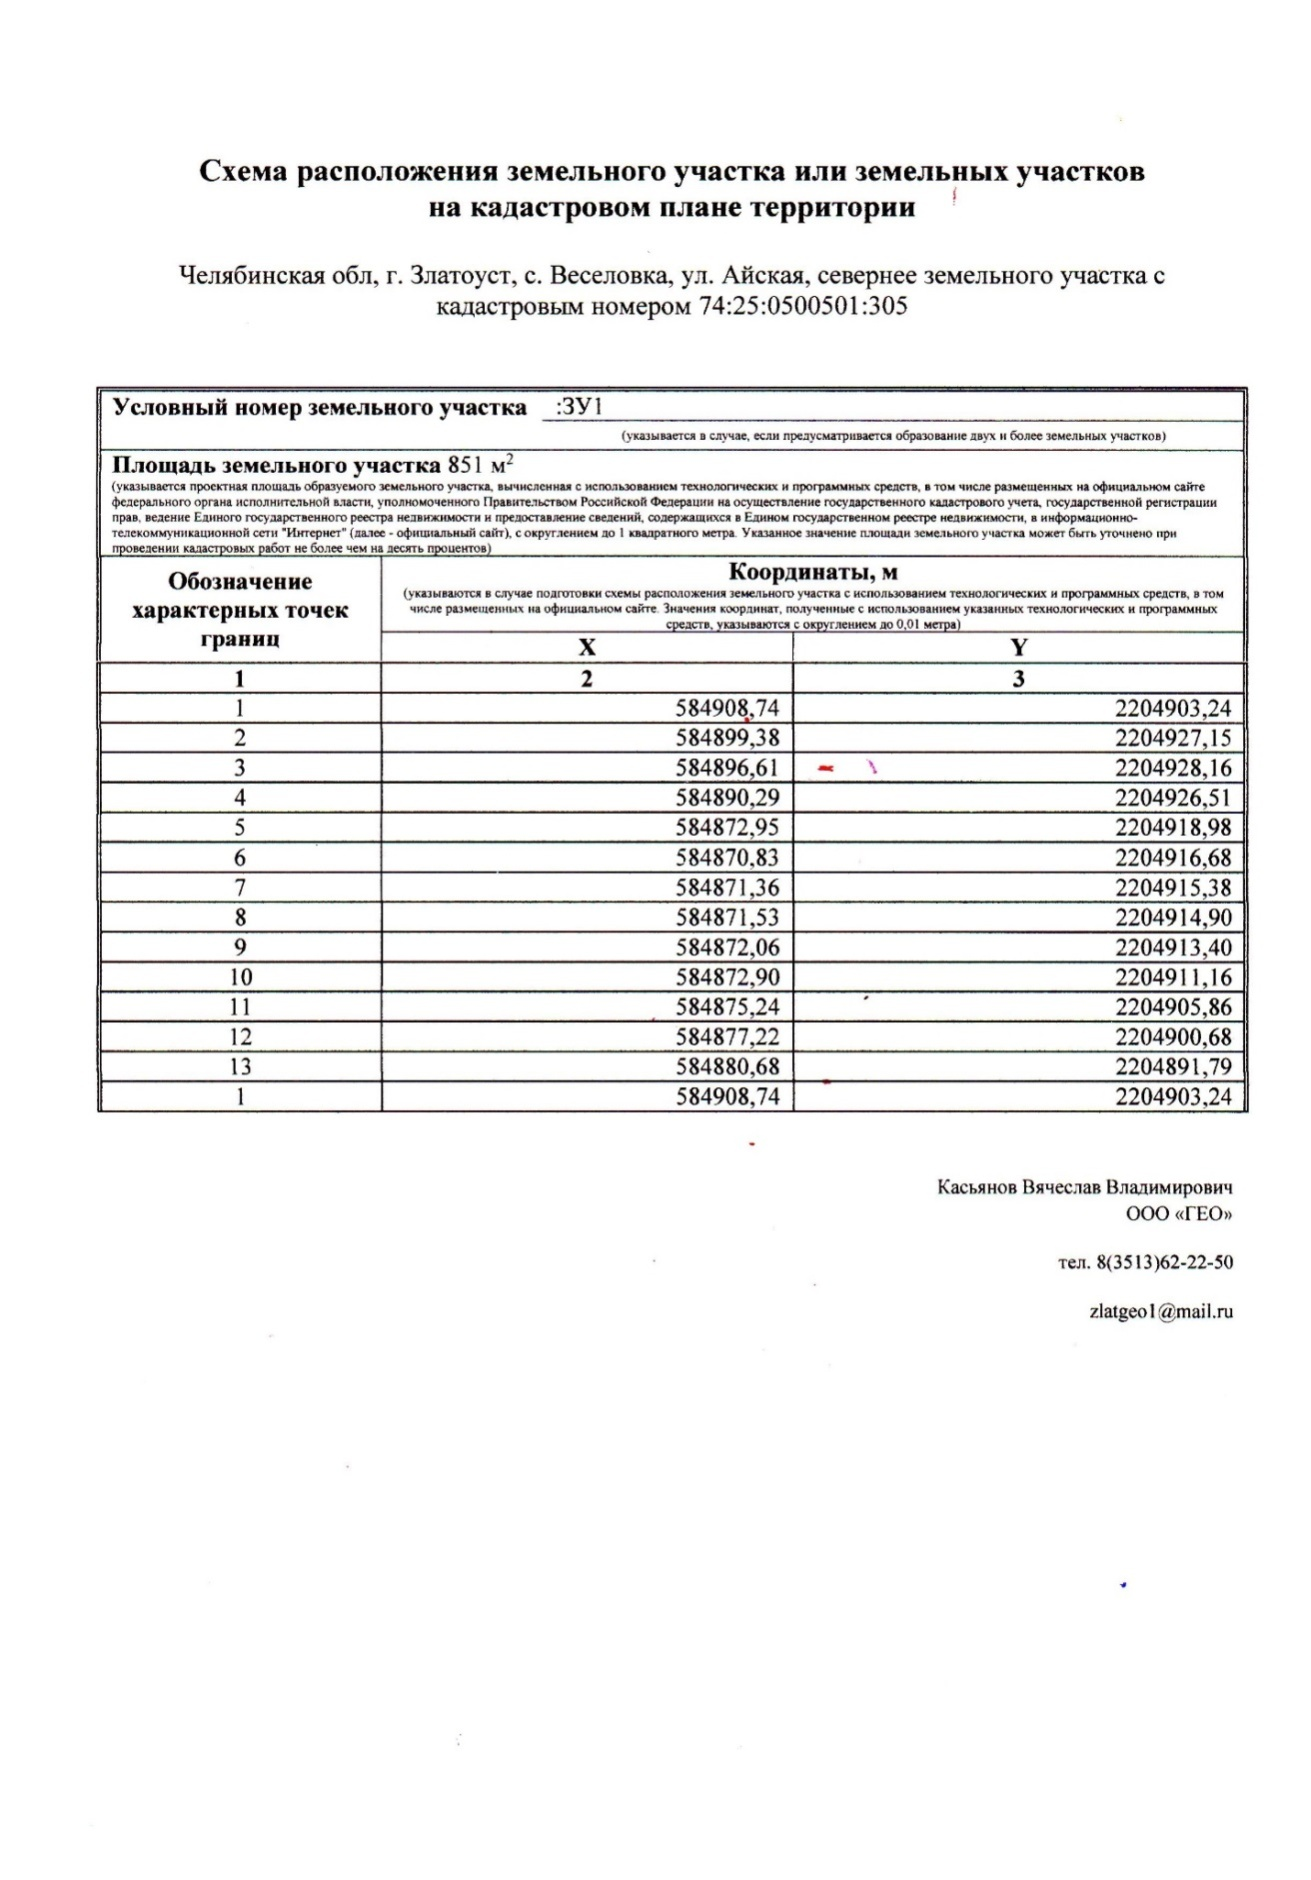 Схема расположения земельного участка или земельных участков
на кадастровом плане территории
Челябинская обл, г. Златоуст, с. Веселовка, ул. Айская, севернее земельного участка с
кадастровым номером 74:25:0500501:305
Условный номер земельного участка :ЗУ1
(указывается в случае, если предусматривается образование двух и более земельных участков)
Площадь земельного участка 851 м²
(указывается проектная площадь образуемого земельного участка, вычисленная с использованием технологических и программных средств, в том числе размещенных на официальном сайте
федерального органа исполнительной власти, уполномоченного Правительством Российской Федерации на осуществление государственного кадастрового учета, государственной регистрации
прав, ведение Единого государственного реестра недвижимости и предоставление сведений, содержащихся в Едином государственном реестре недвижимости, в информационно-
телекоммуникационной сети "Интернет" (далее - официальный сайт), с округлением до 1 квадратного метра. Указанное значение площади земельного участка может быть уточнено при
проведении кадастровых работ не более чем на десять процентов)
Обозначение
характерных точек
границ
Координаты, м
(указываются в случае подготовки схемы расположения земельного участка с использованием технологических и программных средств, в том
числе размещенных на официальном сайте. Значения координат, полученные с использованием указанных технологических и программных
средств, указываются с округлением до 0,01 метра)
X Y
1 2 3
1 584908,74 2204903,24
2 584899,38 2204927,15
3 584896,61 2204928,16
4 584890,29 2204926,51
5 584872,95 2204918,98
6 584870,83 2204916,68
7 584871,36 2204915,38
8 584871,53 2204914,90
9 584872,06 2204913,40
10 584872,90 2204911,16
11 584875,24 2204905,86
12 584877,22 2204900,68
13 584880,68 2204891,79
1 584908,74 2204903,24
Касьянов Вячеслав Владимирович
ООО «ГЕО»
тел. 8(3513)62-22-50
zlatgeo1@mail.ru